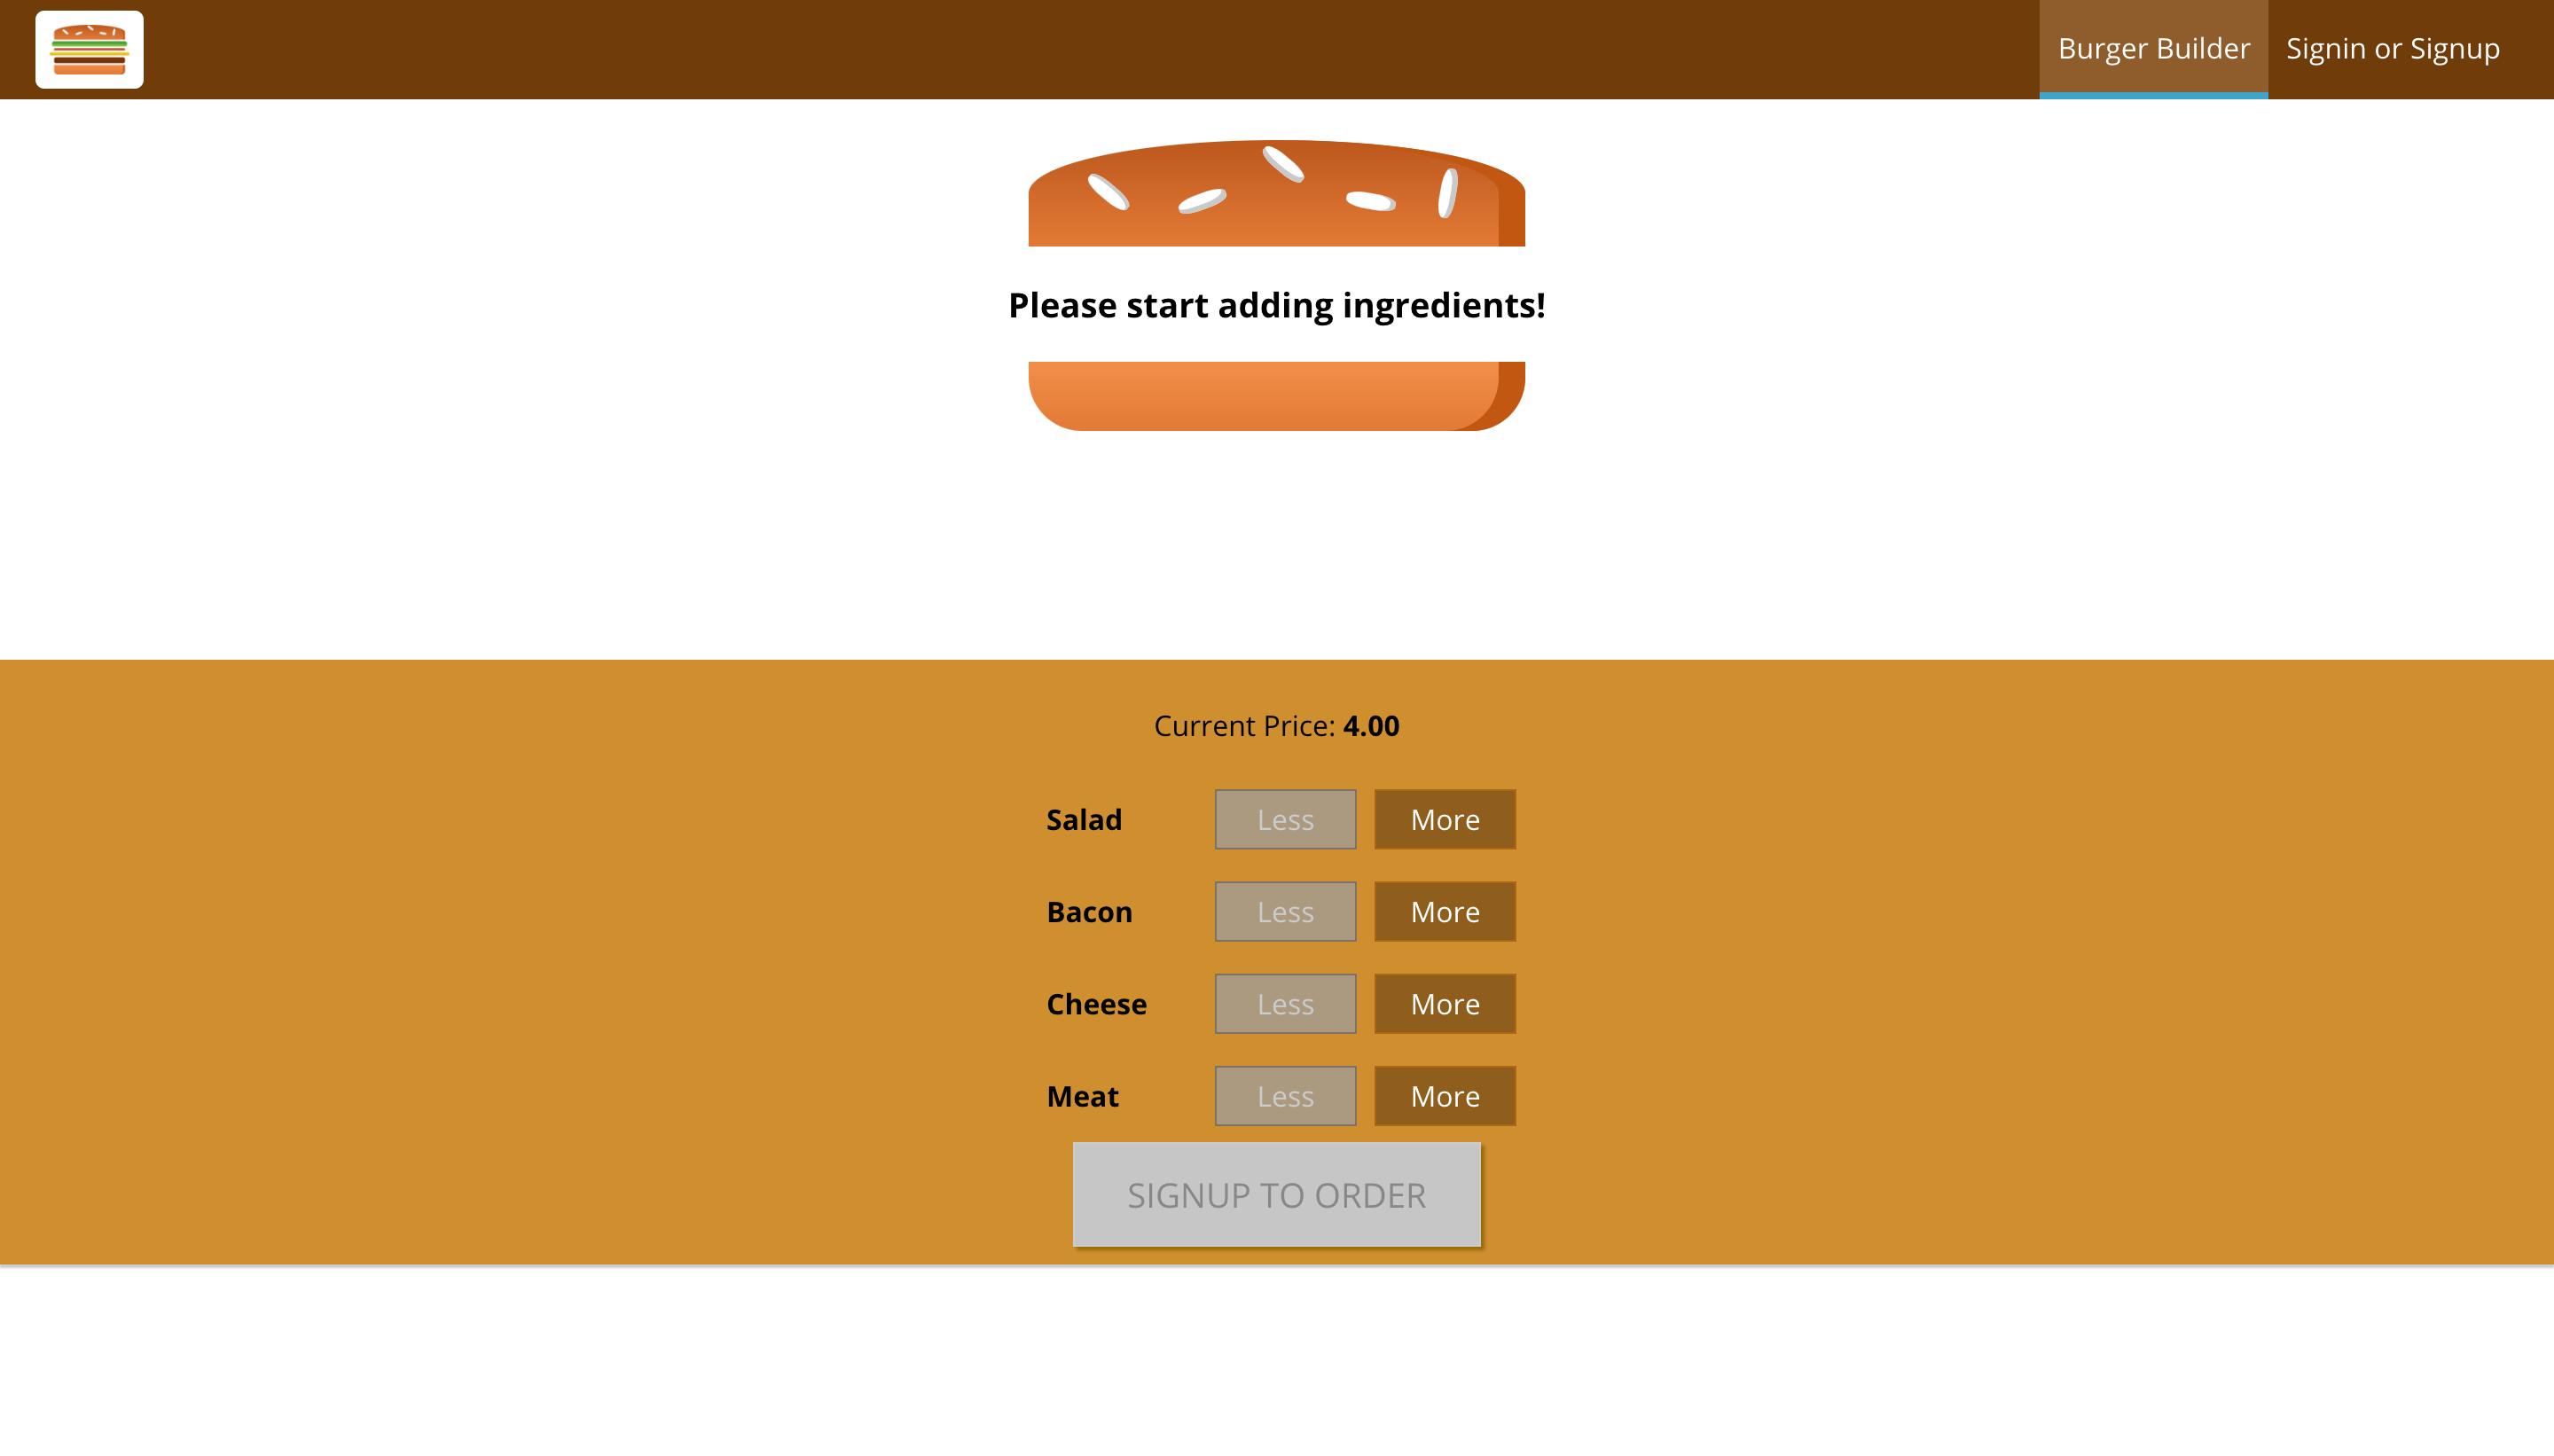 Burger Builder Signin or Signup
Please start adding ingredients!
Current Price: 4.00
Salad Less More
Bacon Less More
Cheese Less More
Meat Less More
SIGNUP TO ORDER